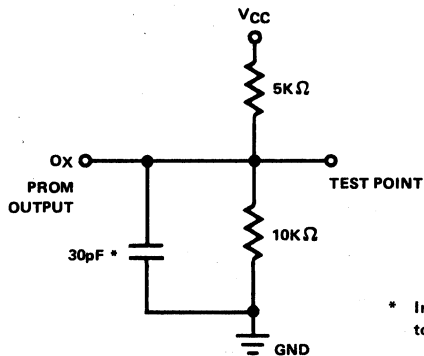 VCC
5KΩ
OX
PROM
OUTPUT
TEST POINT
10KΩ
30pF *
GND
*